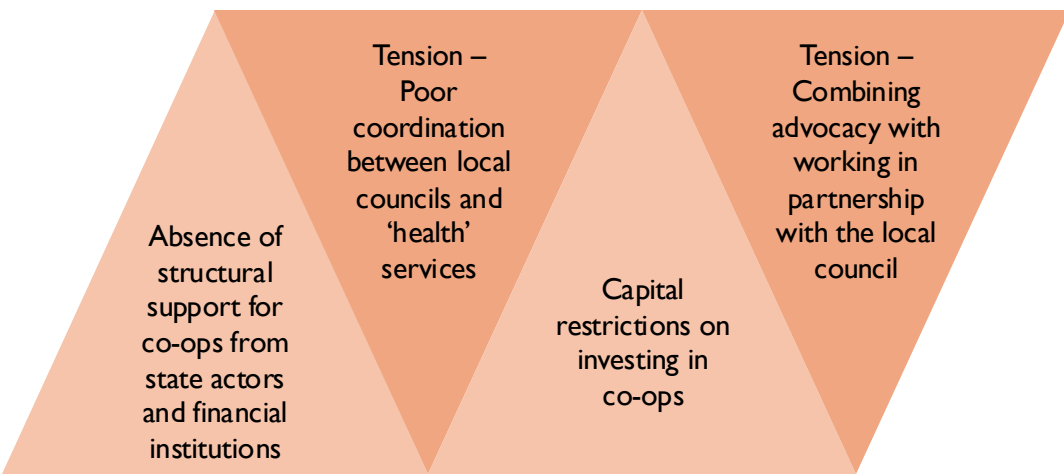 Absence of
structural
support for
co-ops from
state actors
and financial
institutions
Tension –
Poor
coordination
between local
councils and
‘health’
services
Capital
restrictions on
investing in
co-ops
Tension –
Combining
advocacy with
working in
partnership
with the local
council